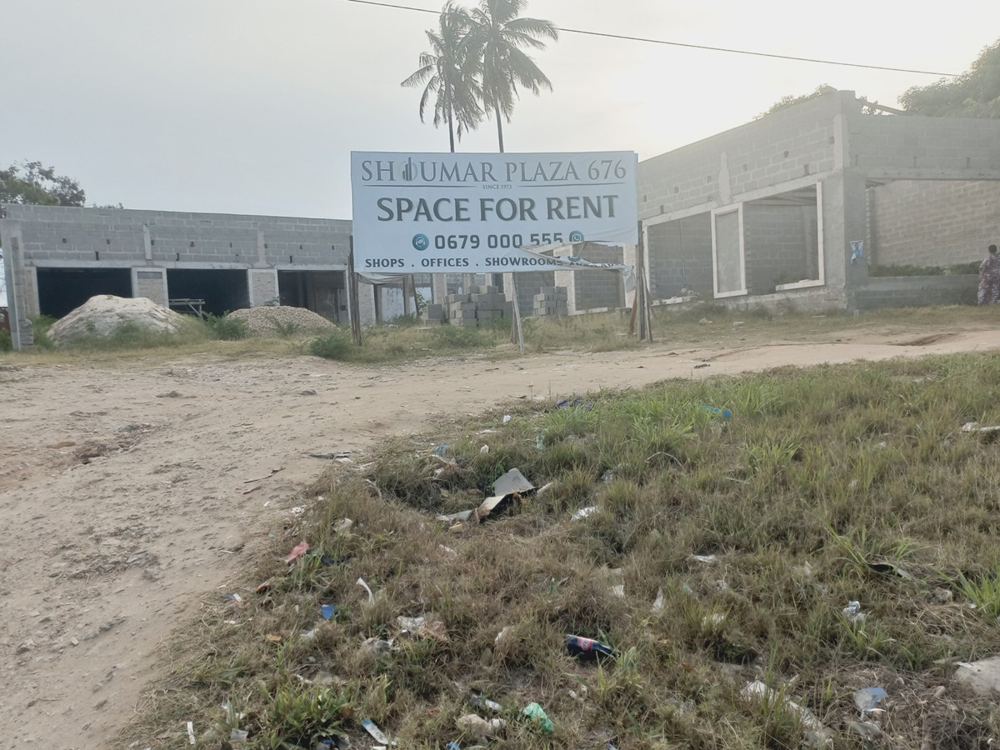 SHOUMAR PLAZA 676
SINCE 1973
SPACE FOR RENT
0679 000 555
SHOPS . OFFICES . SHOWROOMS